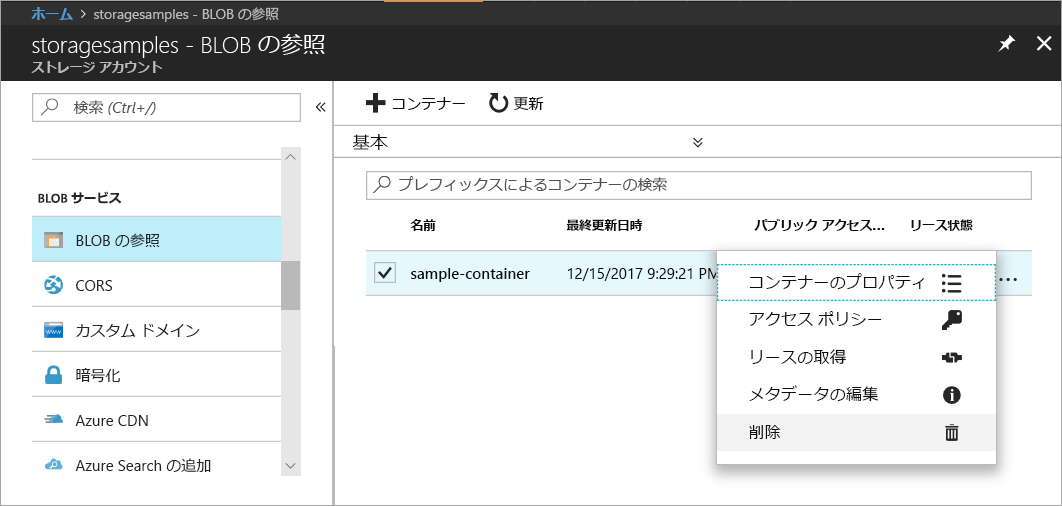 ホーム > storagesamples - BLOB の参照
storagesamples - BLOB の参照
ストレージ アカウント
検索 (Ctrl+/)
BLOB サービス
BLOB の参照
CORS
カスタム ドメイン
暗号化
Azure CDN
Azure Search の追加
コンテナー 更新
基本
プレフィックスによるコンテナーの検索
名前 最終更新日時 パブリック アクセス... リース状態
sample-container 12/15/2017 9:29:21 PM ...
コンテナーのプロパティ
アクセス ポリシー
リースの取得
メタデータの編集
削除